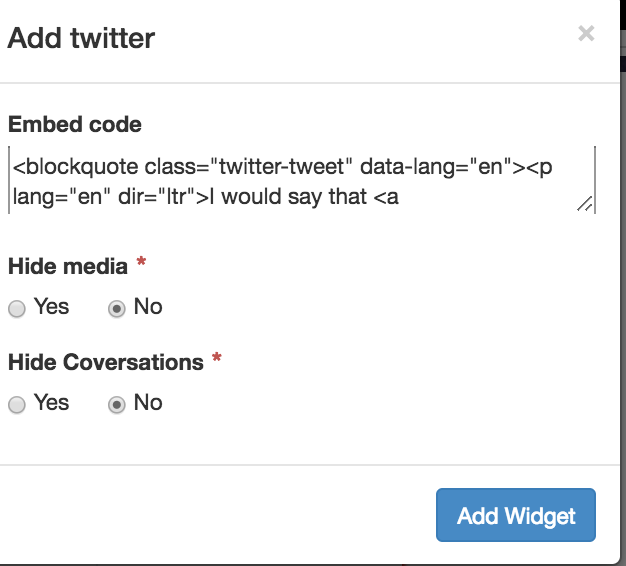 Add twitter ×
Embed code
<blockquote class="twitter-tweet" data-lang="en"><p
lang="en" dir="ltr">I would say that <a
Hide media *
Yes No
Hide Coversations *
Yes No
Add Widget